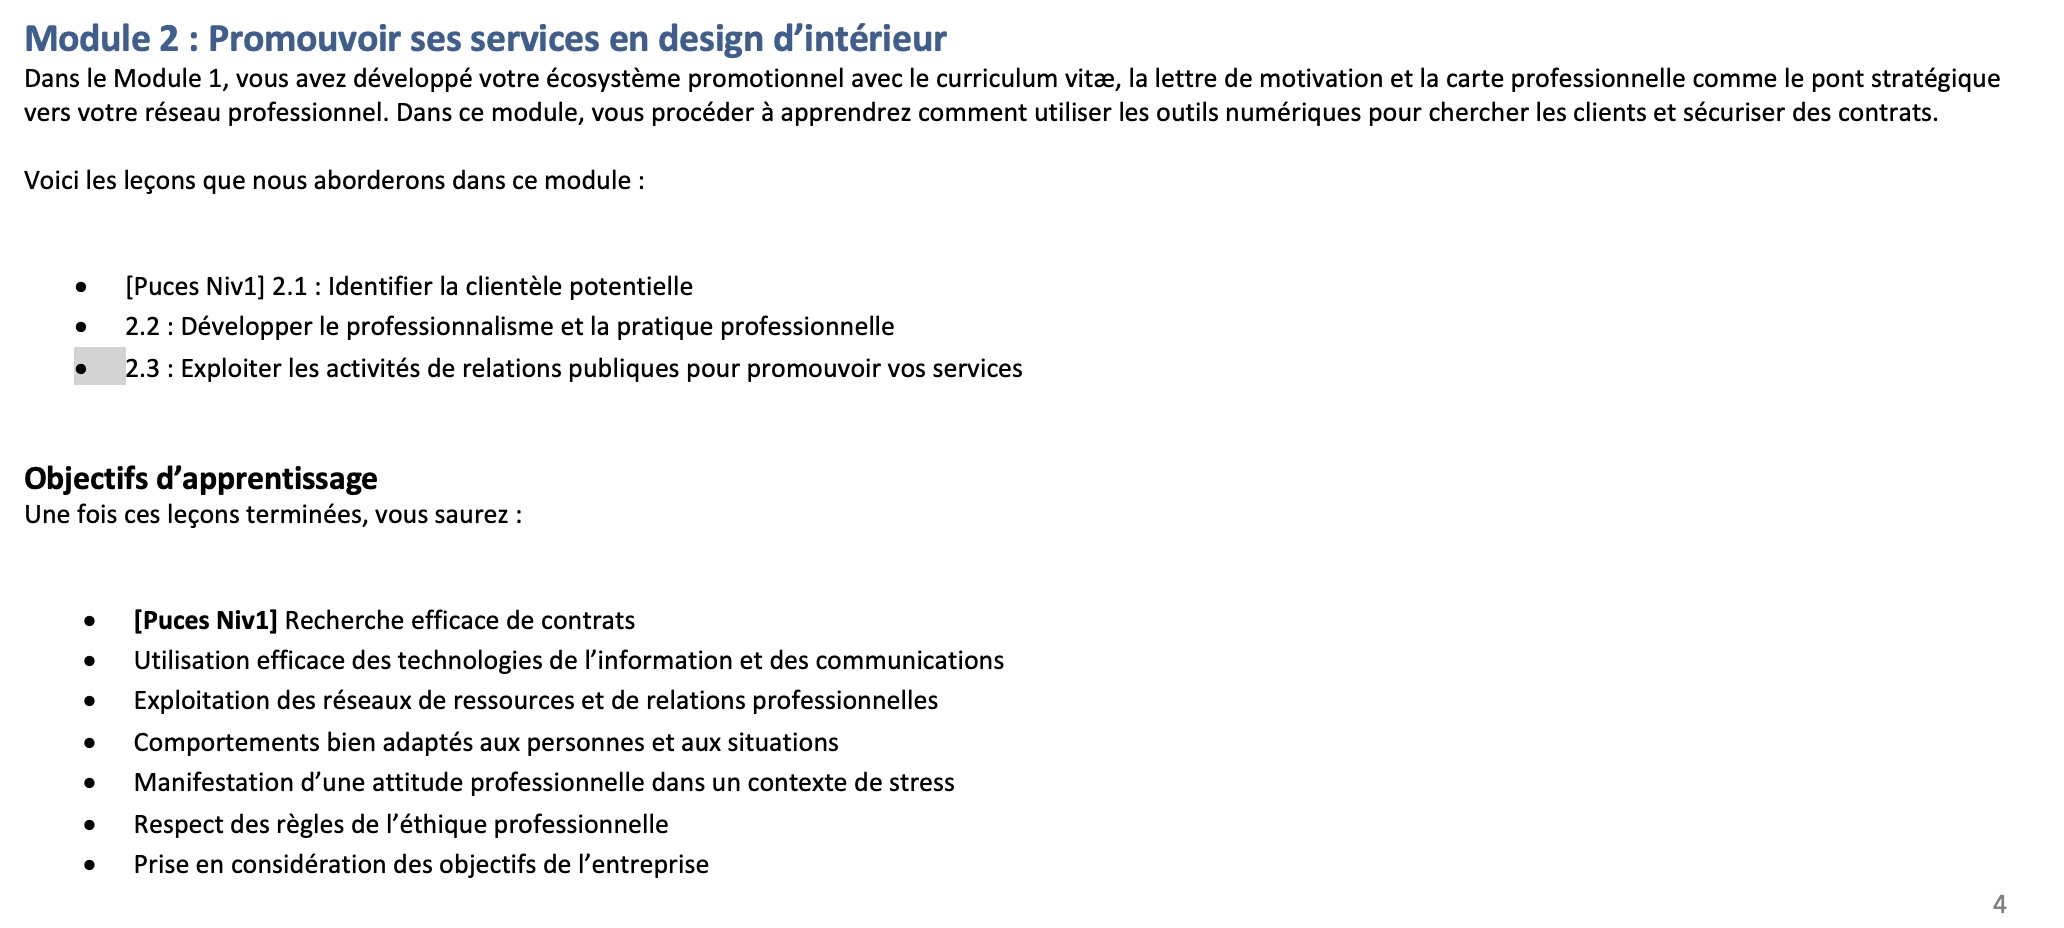 Module 2 : Promouvoir ses services en design d’intérieur
Dans le Module 1, vous avez développé votre écosystème promotionnel avec le curriculum vitæ, la lettre de motivation et la carte professionnelle comme le pont stratégique
vers votre réseau professionnel. Dans ce module, vous procéder à apprendrez comment utiliser les outils numériques pour chercher les clients et sécuriser des contrats.
Voici les leçons que nous aborderons dans ce module :
• [Puces Niv1] 2.1 : Identifier la clientèle potentielle
• 2.2 : Développer le professionnalisme et la pratique professionnelle
• 2.3 : Exploiter les activités de relations publiques pour promouvoir vos services
Objectifs d’apprentissage
Une fois ces leçons terminées, vous saurez :
• [Puces Niv1] Recherche efficace de contrats
• Utilisation efficace des technologies de l’information et des communications
• Exploitation des réseaux de ressources et de relations professionnelles
• Comportements bien adaptés aux personnes et aux situations
• Manifestation d’une attitude professionnelle dans un contexte de stress
• Respect des règles de l’éthique professionnelle
• Prise en considération des objectifs de l’entreprise
4